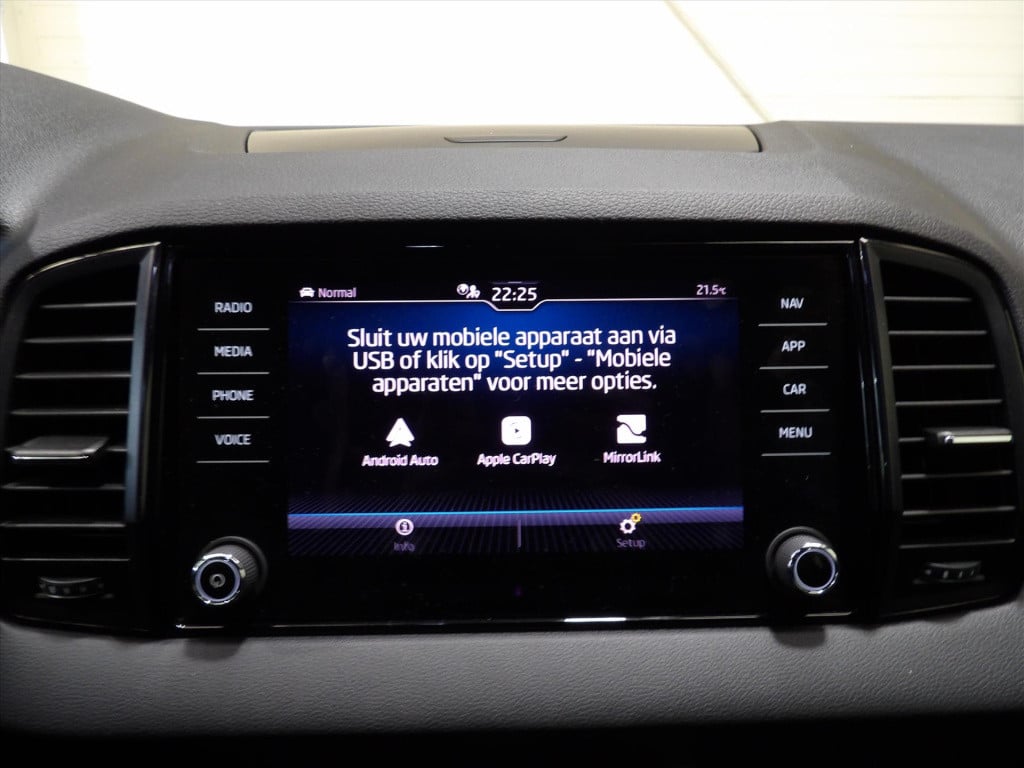 Normal
22:25
21.5°C
RADIO
MEDIA
PHONE
VOICE
Sluit uw mobiele apparaat aan via
USB of klik op "Setup" - "Mobiele
apparaten" voor meer opties.
Android Auto
Apple CarPlay
MirrorLink
Info
Setup
NAV
APP
CAR
MENU